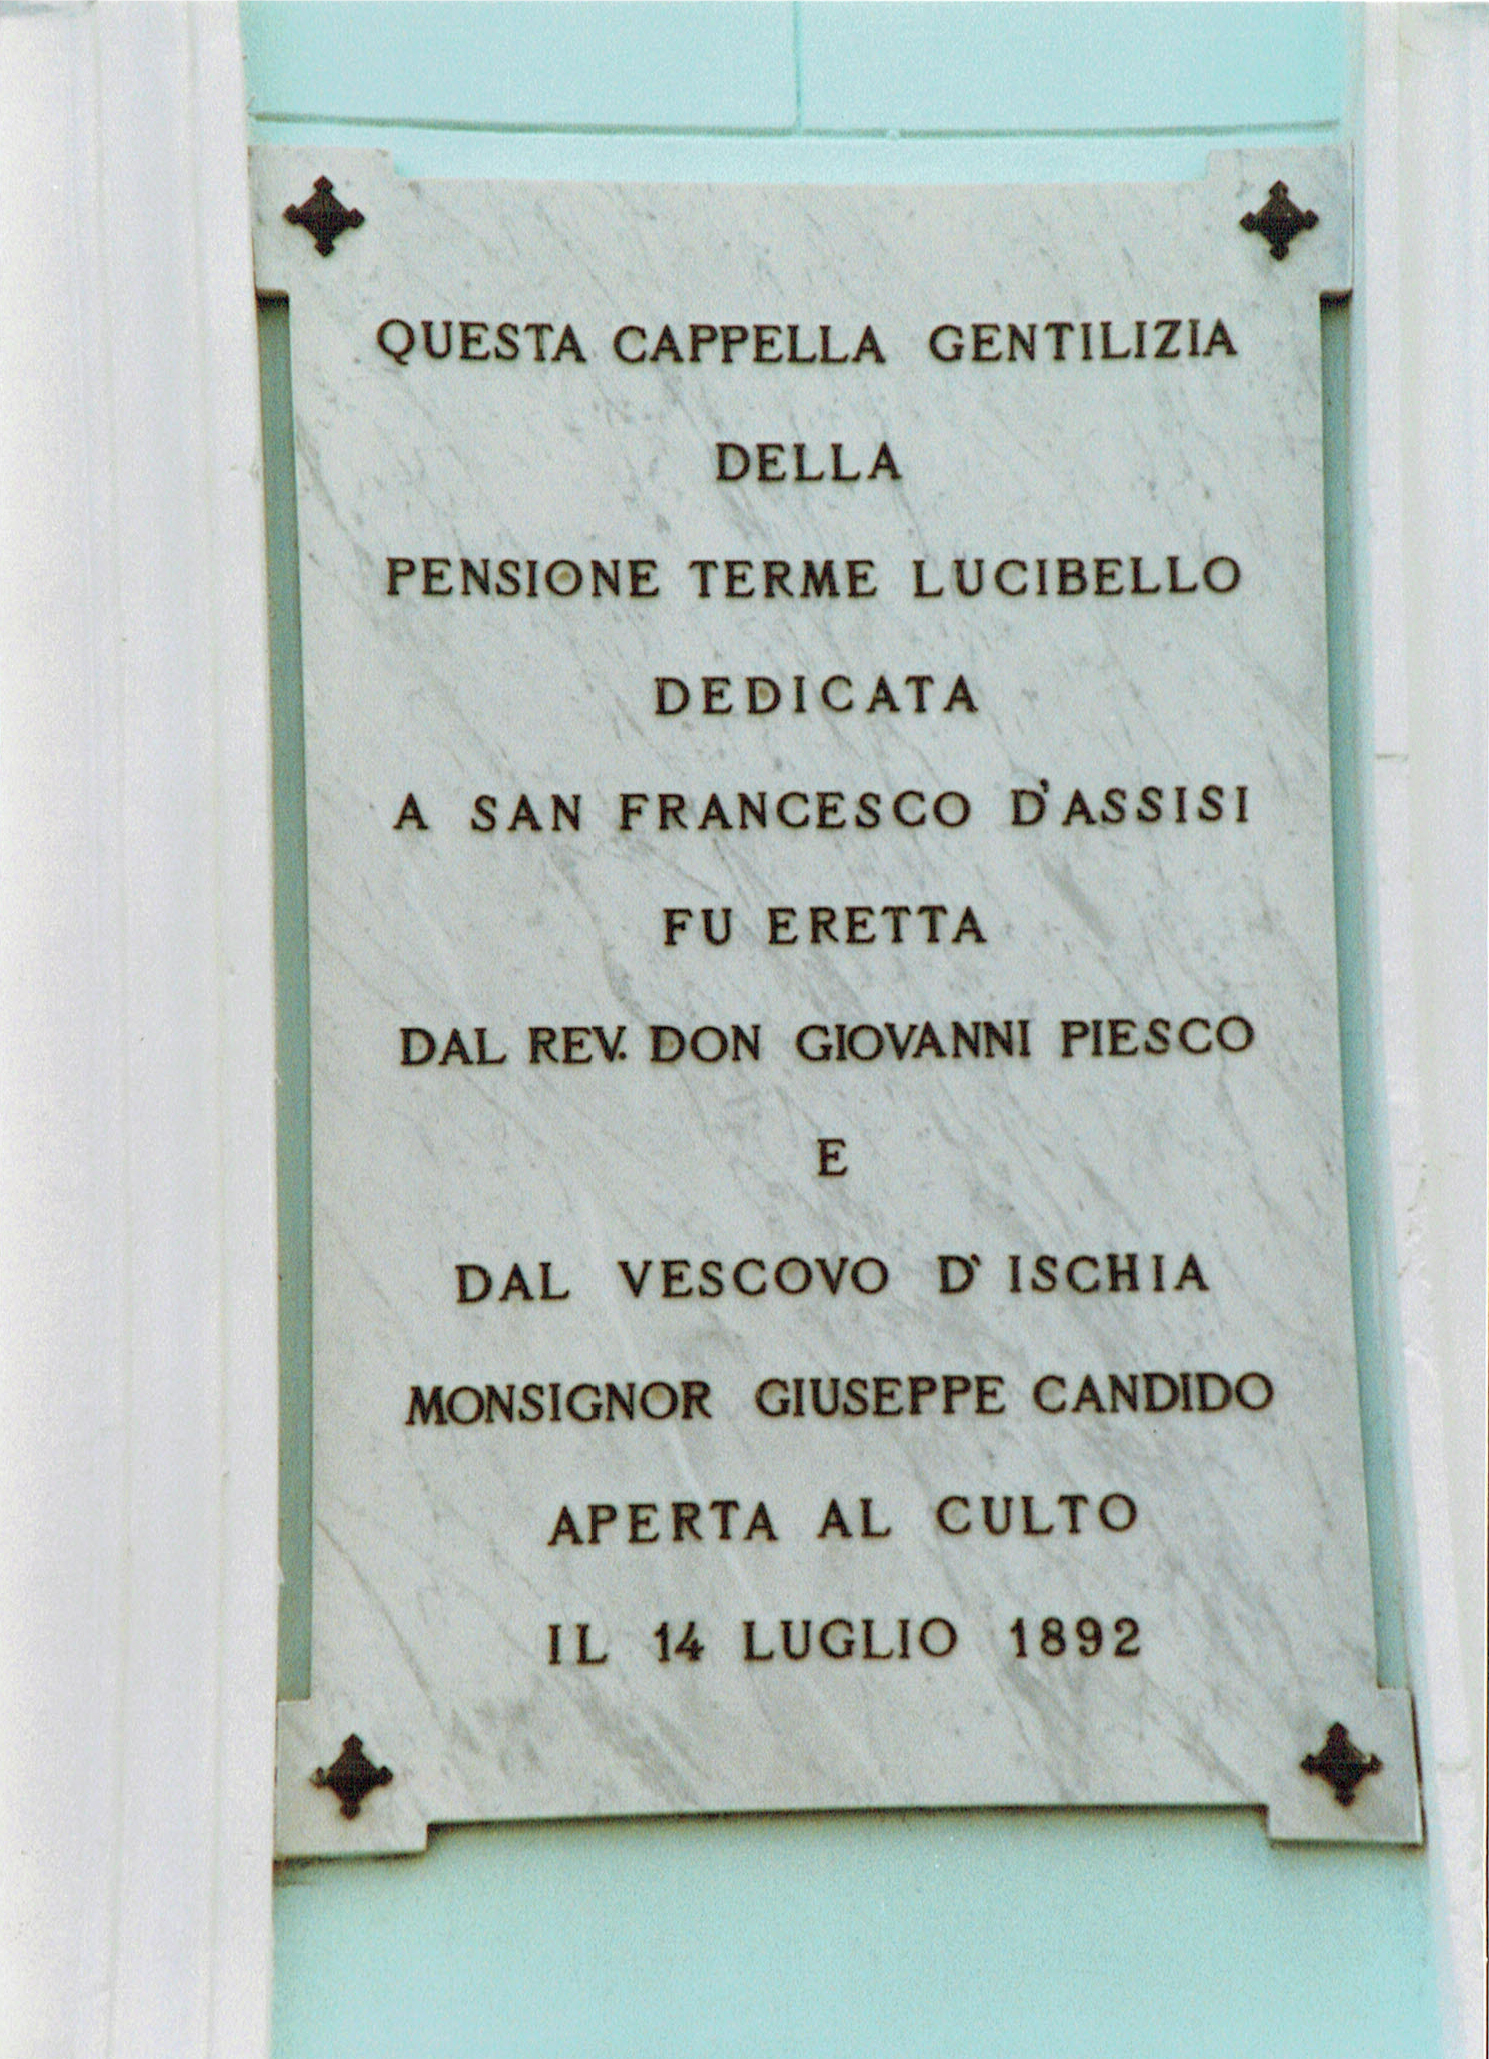 QUESTA CAPPELLA GENTILIZIA
DELLA
PENSIONE TERME LUCIBELLO
DEDICATA
A SAN FRANCESCO D'ASSISI
FU ERETTA
DAL REV. DON GIOVANNI PIESCO
E
DAL VESCOVO D' ISCHIA
MONSIGNOR GIUSEPPE CANDIDO
APERTA AL CULTO
IL 14 LUGLIO 1892